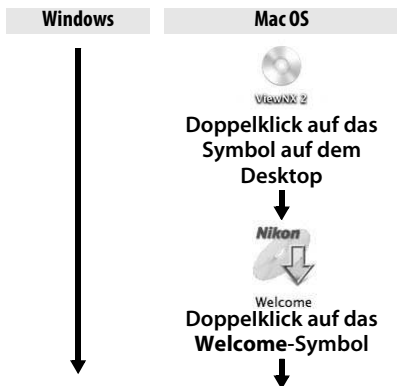 Windows Mac OS
ViewNX 2
Doppelklick auf das
Symbol auf dem
Desktop
Nikon
Welcome
Doppelklick auf das
Welcome-Symbol